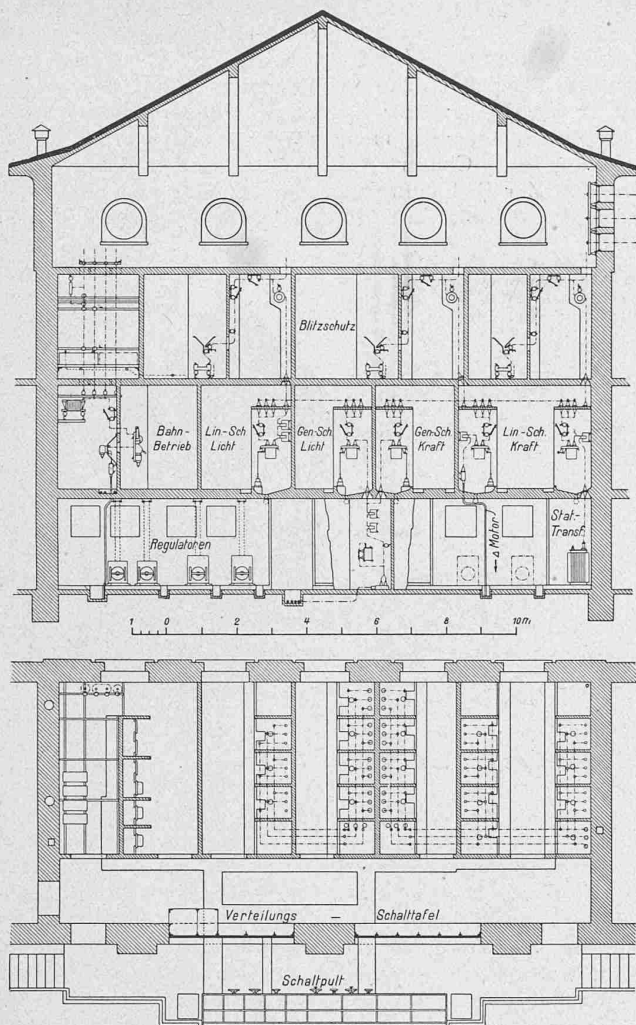 Blitzschutz
Bahn-
Betrieb
Lin.-Sch.
Licht
Gen-Sch.
Licht
Gen-Sch.
Kraft
Lin.-Sch.
Kraft
Regulatoren
Motor
Stat.-
Transf.
1 0 2 4 6 8 10m
Verteilungs — Schalttafel
Schaltpult